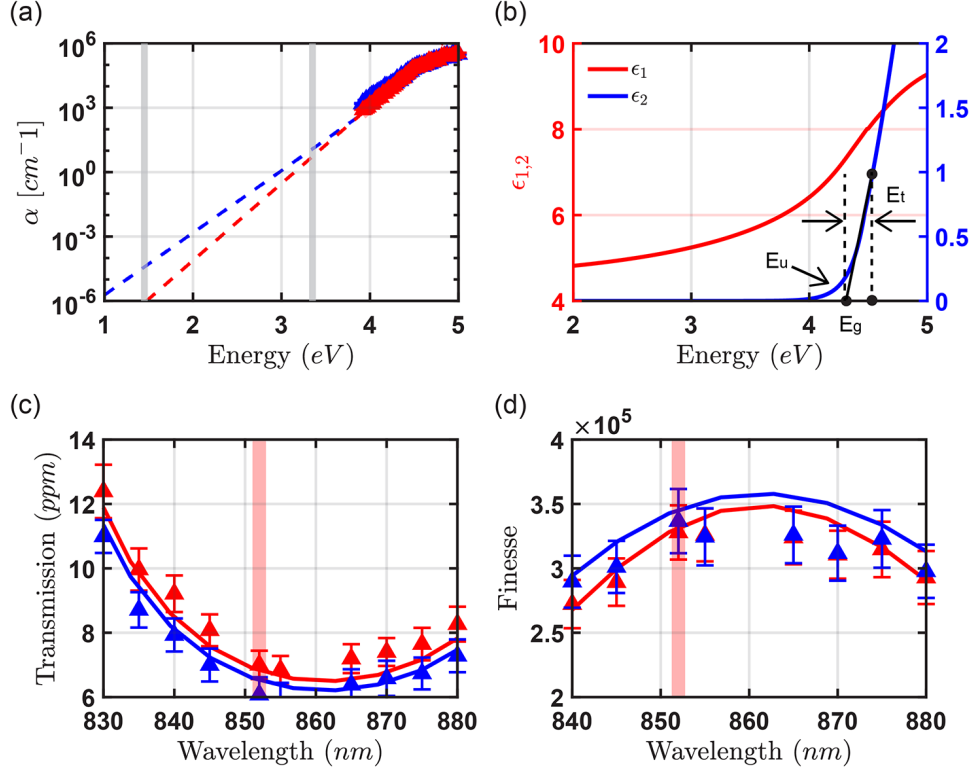 (a)
10^6
10^3
10^0
10^-3
10^-6
α [cm^-1]
1 2 3 4 5
Energy (eV)
(b)
10
8
6
4
ϵ1,2
ϵ1
ϵ2
Et
Eu
Eg
2
1.5
1
0.5
0
2 3 4 5
Energy (eV)
(c)
14
12
10
8
6
Transmission (ppm)
830 840 850 860 870 880
Wavelength (nm)
(d)
×10^5
4
3.5
3
2.5
2
Finesse
840 850 860 870 880
Wavelength (nm)